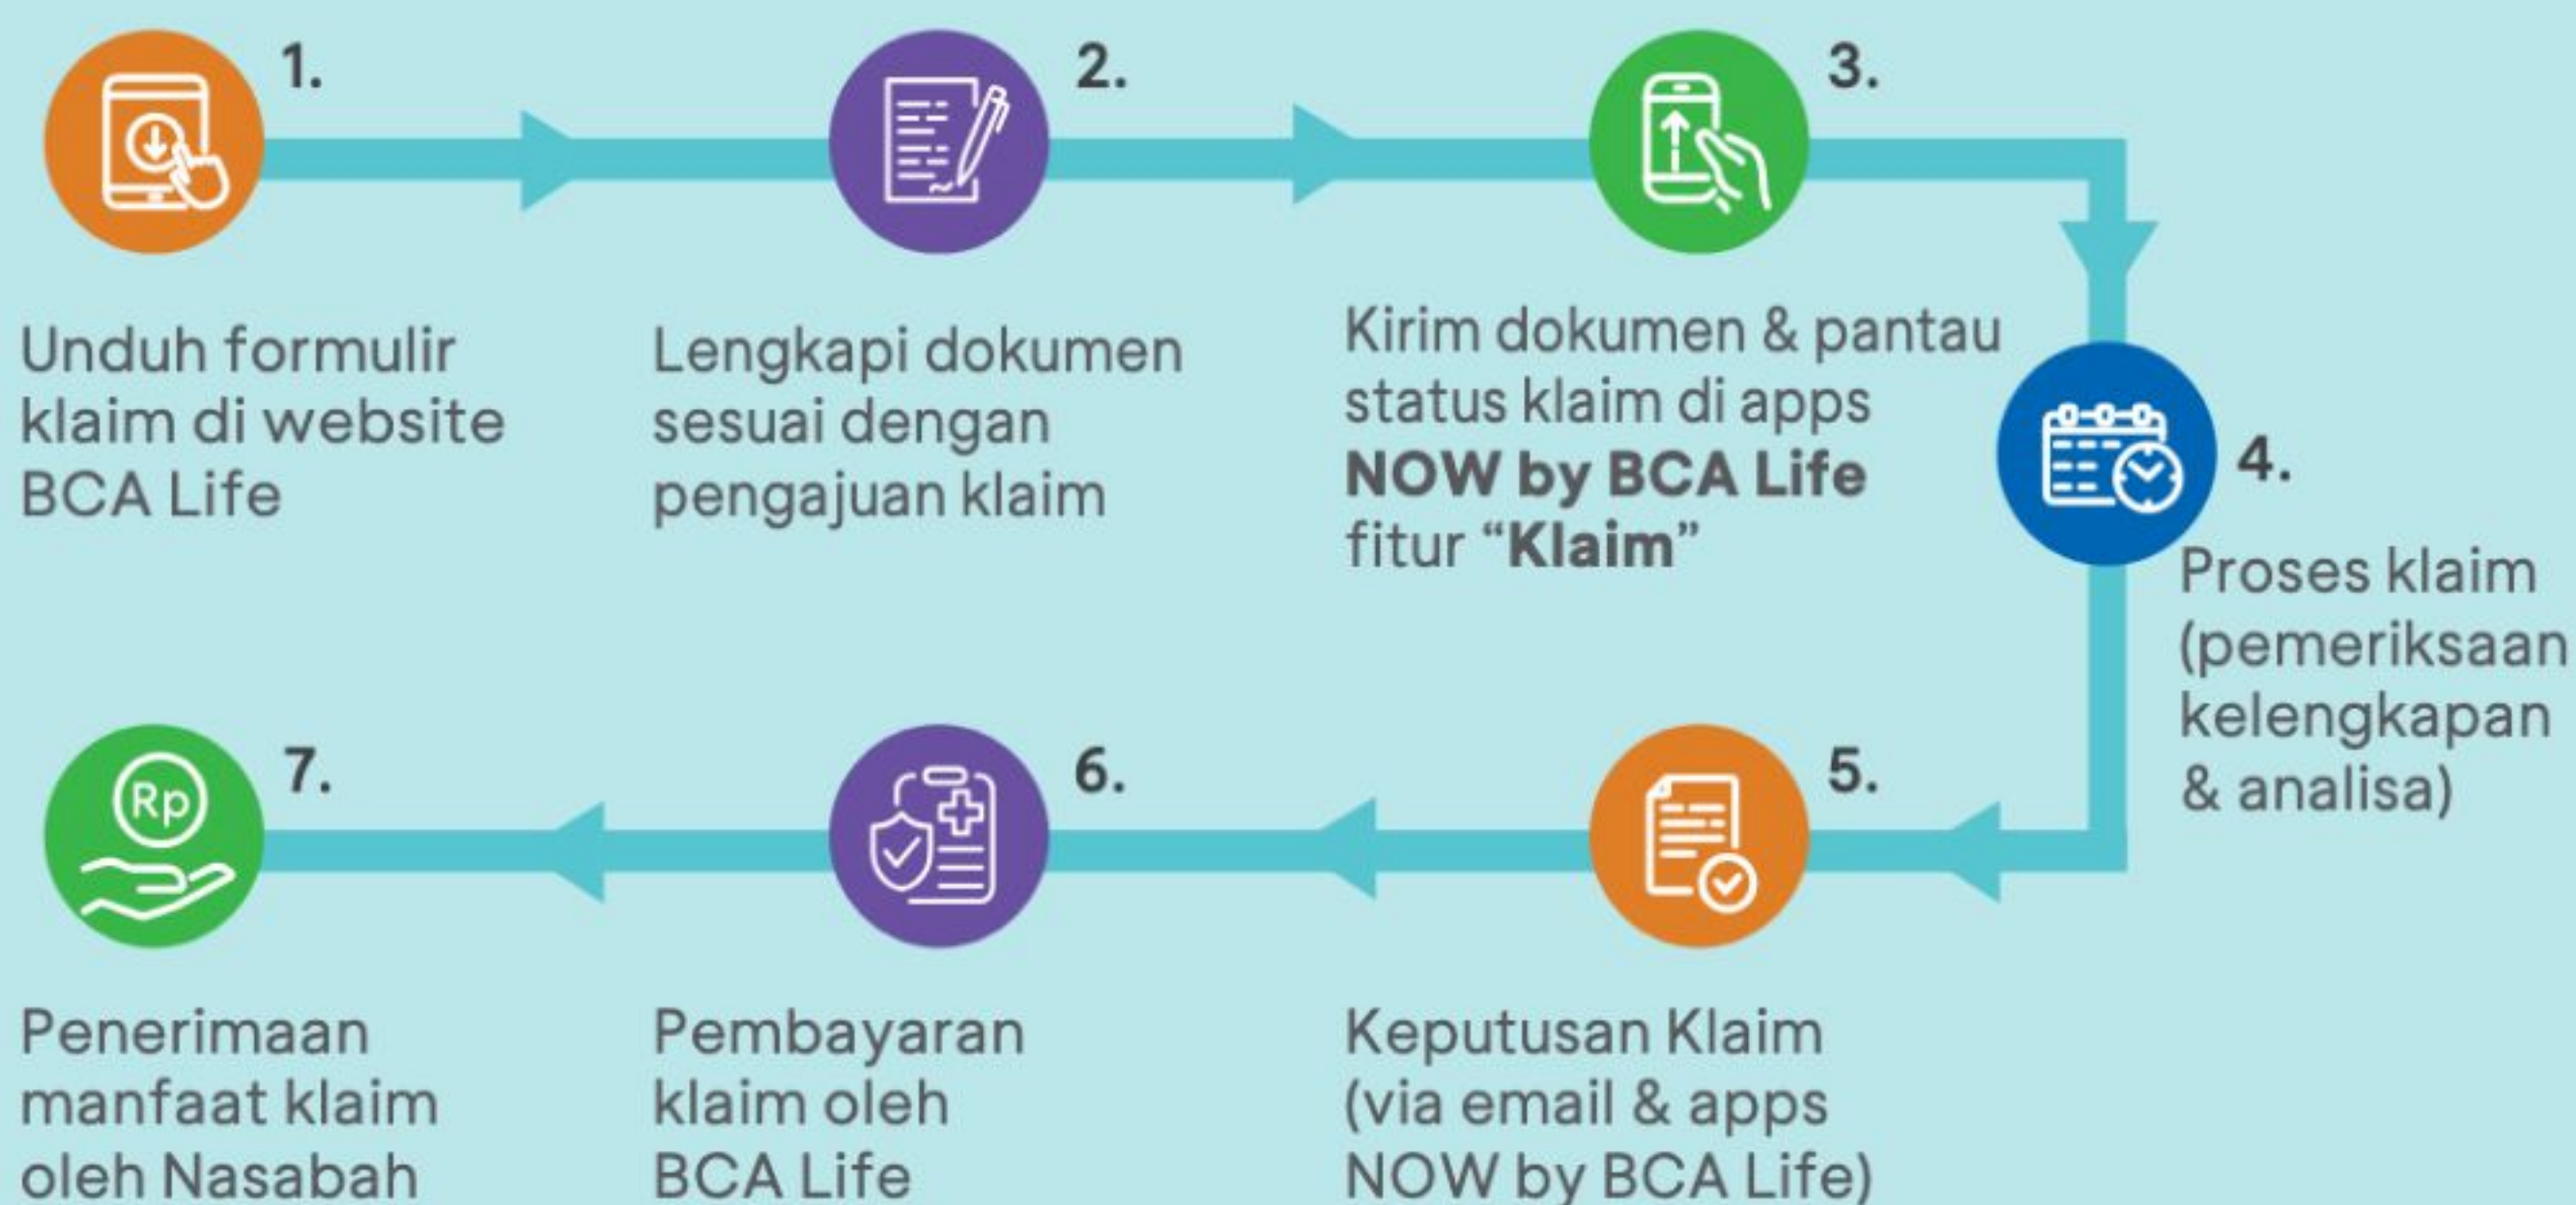 1.
Unduh formulir
klaim di website
BCA Life
2.
Lengkapi dokumen
sesuai dengan
pengajuan klaim
3.
Kirim dokumen & pantau
status klaim di apps
NOW by BCA Life
fitur “Klaim”
4.
Proses klaim
(pemeriksaan
kelengkapan
& analisa)
5.
Keputusan Klaim
(via email & apps
NOW by BCA Life)
6.
Pembayaran
klaim oleh
BCA Life
7.
Rp
Penerimaan
manfaat klaim
oleh Nasabah